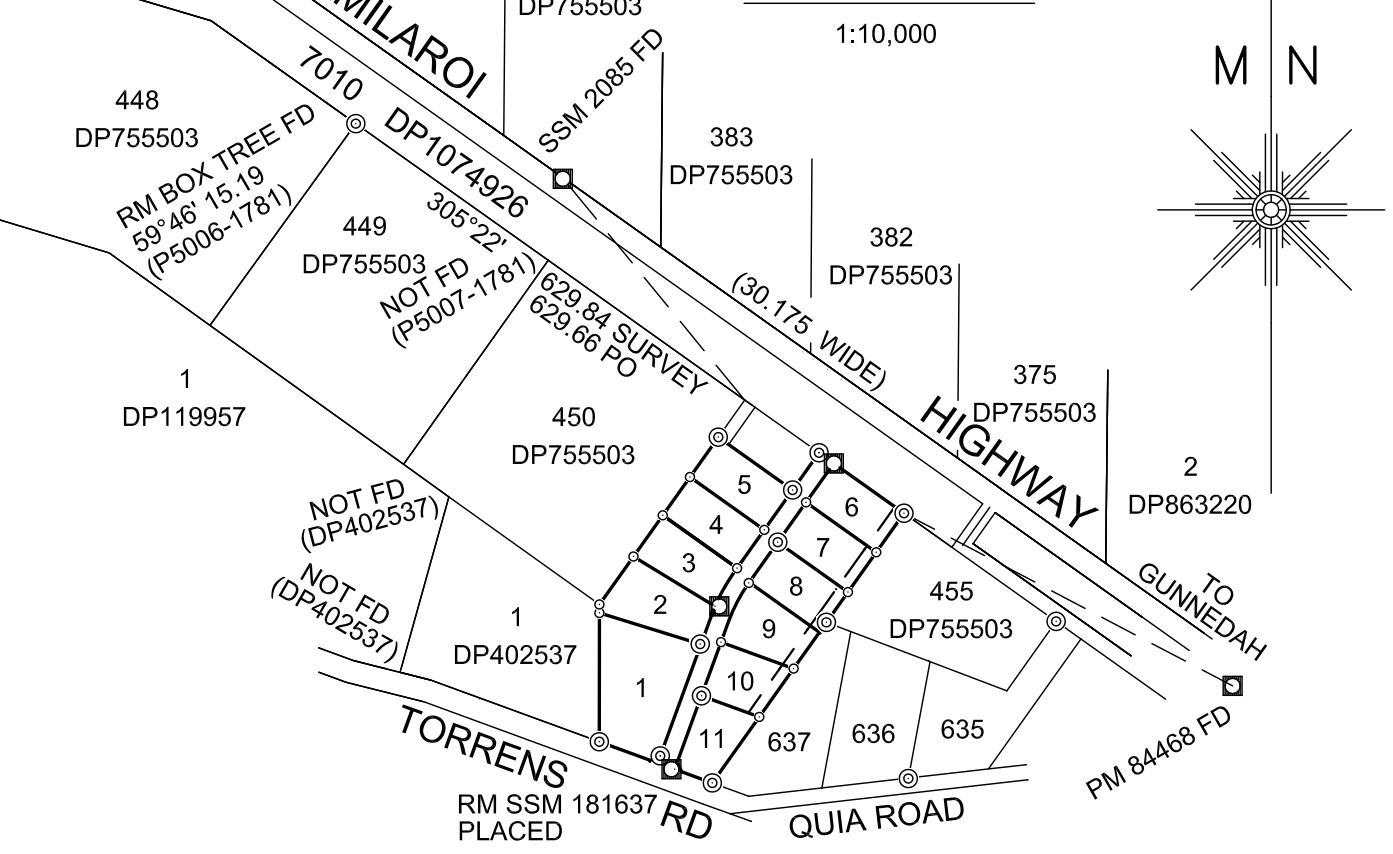 DP755503
1:10,000
MILAROI
SSM 2085 FD
M N
7010
DP1074926
448
DP755503
383
DP755503
RM BOX TREE FD
59°46' 15.19
(P5006-1781)
305°22'
449
DP755503
NOT FD
(P5007-1781)
382
DP755503
(30.175 WIDE)
629.84 SURVEY
629.66 PO
1
DP119957
375
DP755503
HIGHWAY
450
DP755503
2
DP863220
5
6
4
7
3
8
2
9
1
10
11
NOT FD
(DP402537)
NOT FD
(DP402537)
TO
GUNNEDAH
455
DP755503
1
DP402537
637
636
635
TORRENS
RD
QUIA ROAD
PM 84468 FD
RM SSM 181637
PLACED